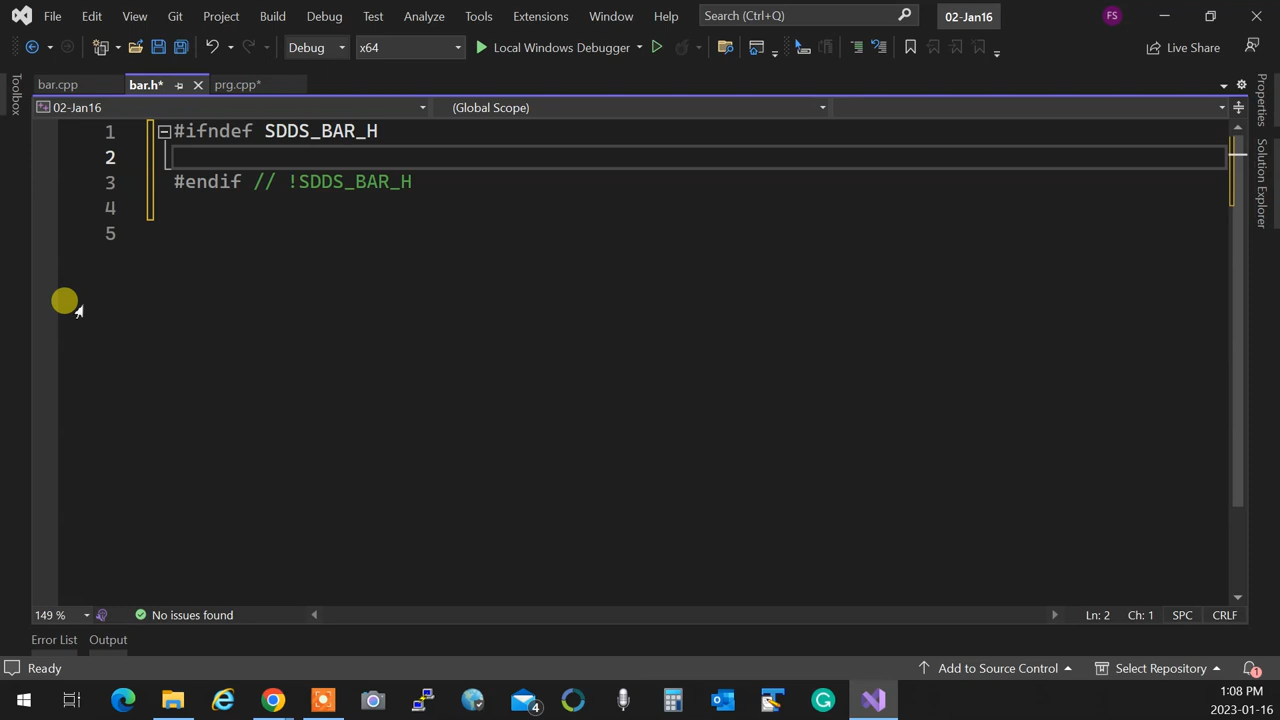 File Edit View Git Project Build Debug Test Analyze Tools Extensions Window Help Search (Ctrl+Q) 02-Jan16 FS
Debug x64 Local Windows Debugger Live Share
Toolbox
bar.cpp bar.h* prg.cpp*
02-Jan16 (Global Scope)
1 #ifndef SDDS_BAR_H
2
3 #endif // !SDDS_BAR_H
4
5
Properties
Solution Explorer
149 % No issues found Ln: 2 Ch: 1 SPC CRLF
Error List Output
Ready Add to Source Control Select Repository 1
4 1:08 PM
2023-01-16